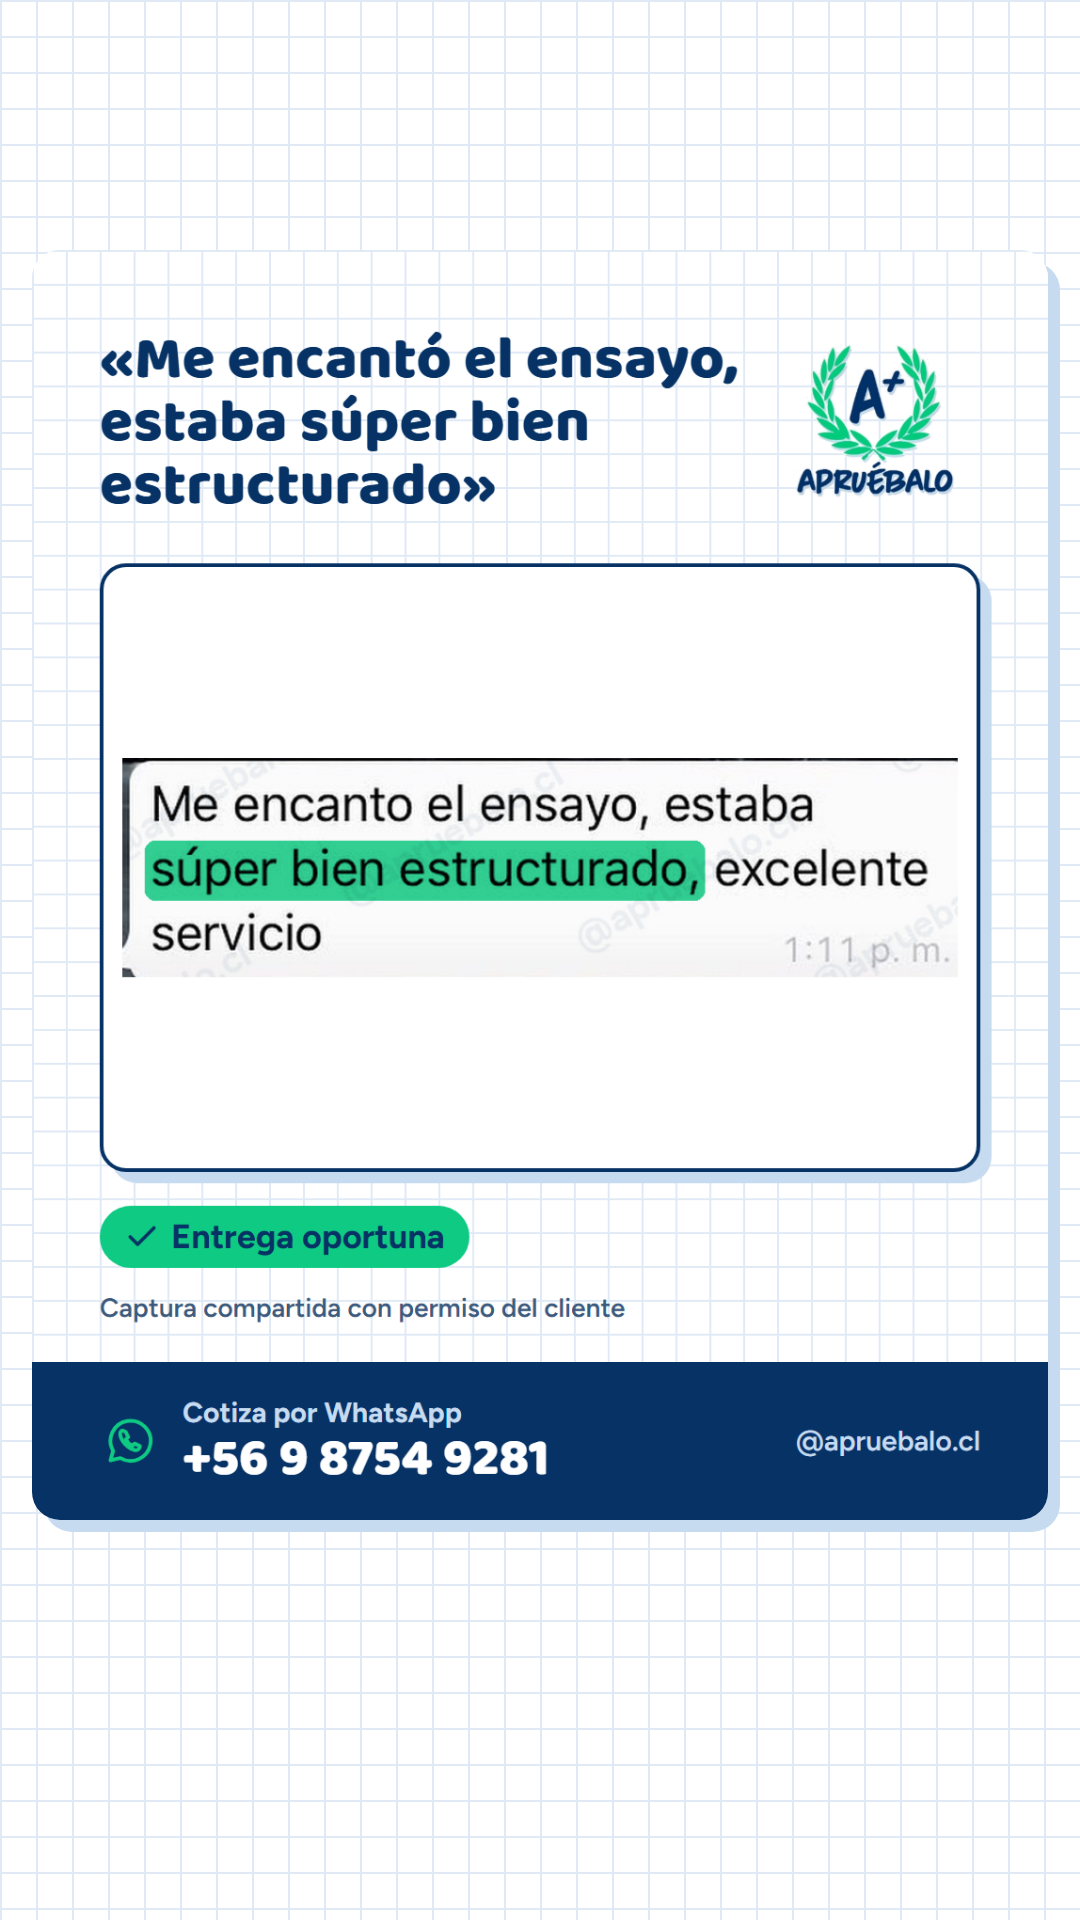 «Me encantó el ensayo,
estaba súper bien
estructurado»
A+
APRUÉBALO
Me encanto el ensayo, estaba
súper bien estructurado, excelente
servicio
1:11 p. m.
✓ Entrega oportuna
Captura compartida con permiso del cliente
Cotiza por WhatsApp
+56 9 8754 9281
@apruebalo.cl